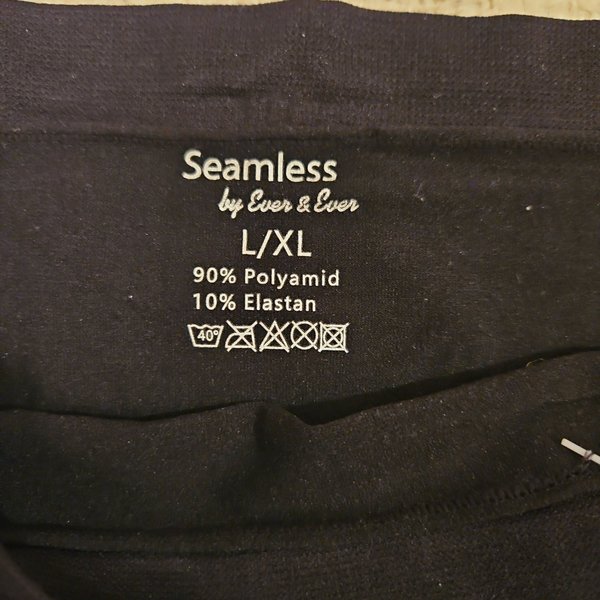 Seamless
by Ever & Ever
L/XL
90% Polyamid
10% Elastan
40°